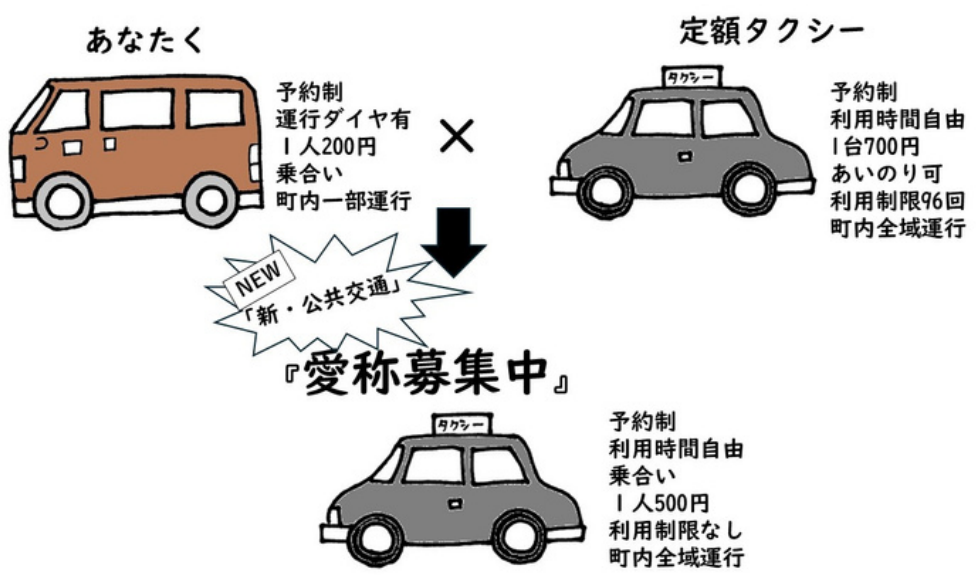 あなたく
予約制
運行ダイヤ有
1人200円
乗合い
町内一部運行
×
定額タクシー
タクシー
予約制
利用時間自由
1台700円
あいのり可
利用制限96回
町内全域運行
NEW
「新・公共交通」
『愛称募集中』
タクシー
予約制
利用時間自由
乗合い
1人500円
利用制限なし
町内全域運行